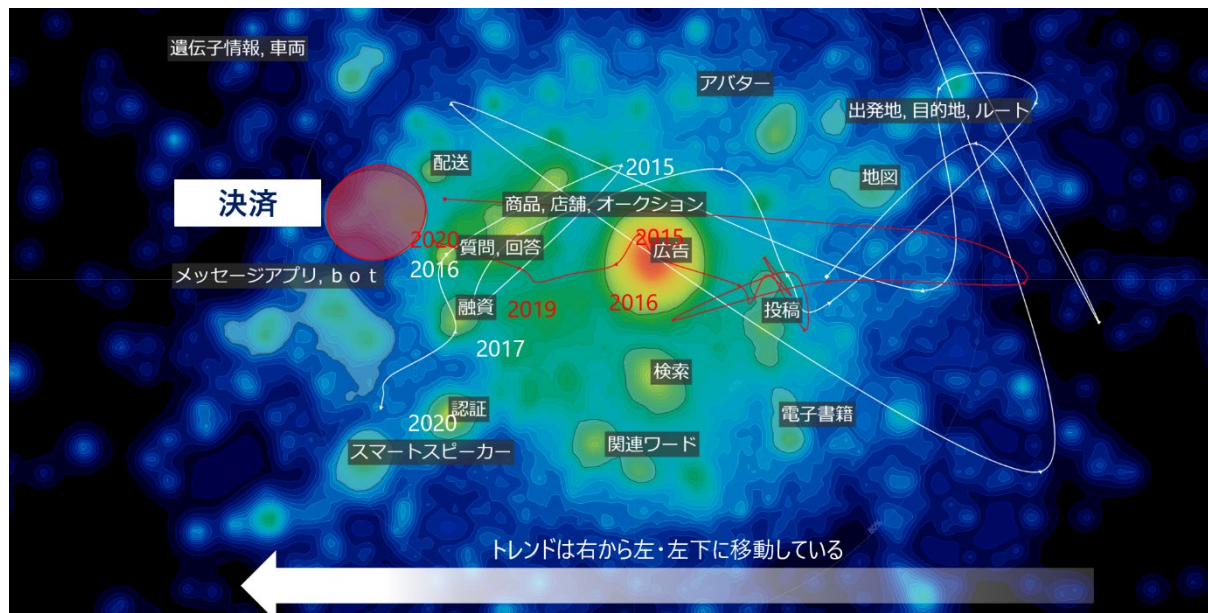 遺伝子情報, 車両
アバター
出発地, 目的地, ルート
配送
2015
地図
決済
商品, 店舗, オークション
2020
質問, 回答
2015
広告
2016
メッセージアプリ, ｂｏｔ
融資
2019
2016
投稿
2017
検索
認証
2020
電子書籍
スマートスピーカー
関連ワード
トレンドは右から左・左下に移動している